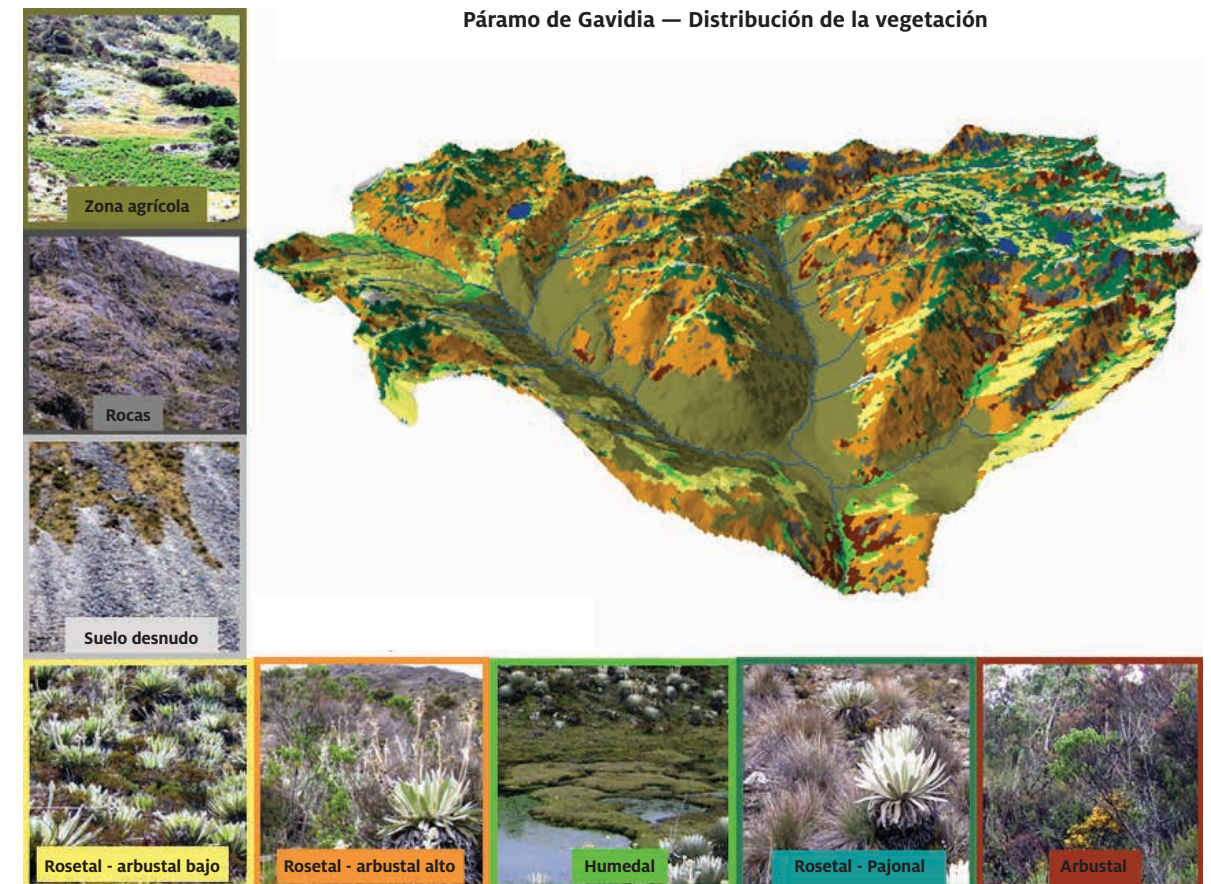 Páramo de Gavidia — Distribución de la vegetación
Zona agrícola
Rocas
Suelo desnudo
Rosetal - arbustal bajo
Rosetal - arbustal alto
Humedal
Rosetal - Pajonal
Arbustal